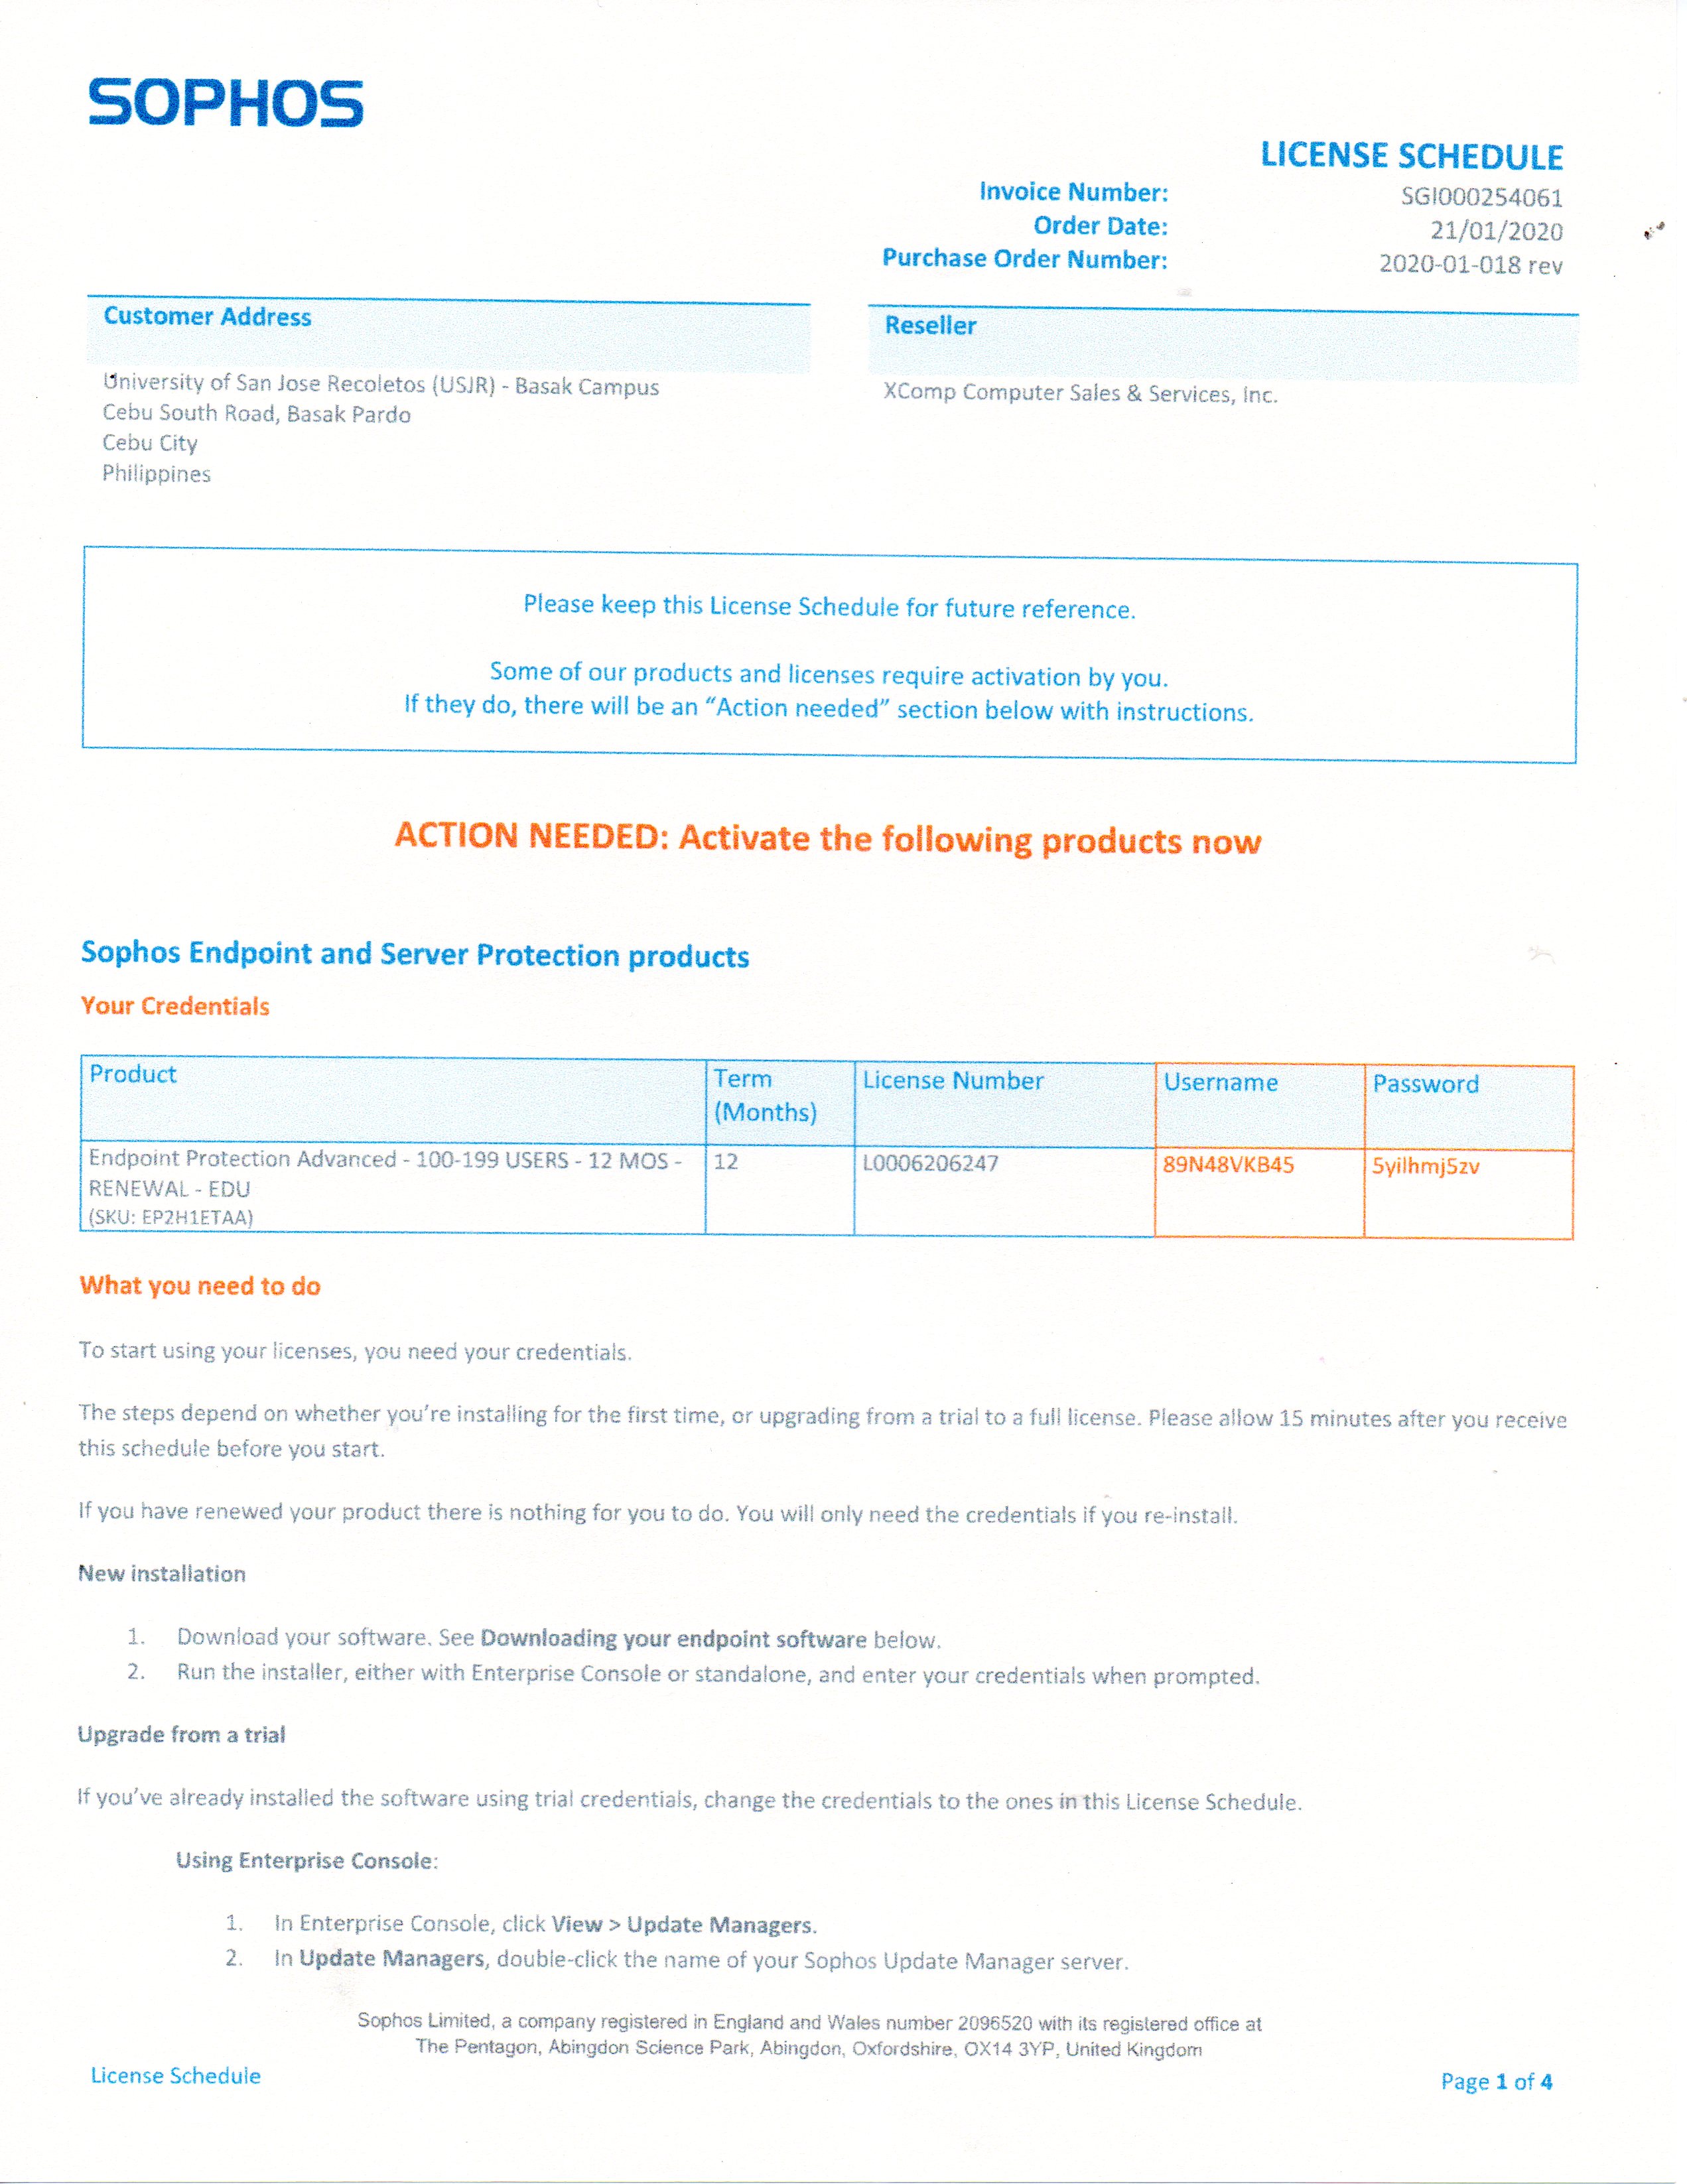 SOPHOS
LICENSE SCHEDULE
Invoice Number: SGI000254061
Order Date: 21/01/2020
Purchase Order Number: 2020-01-018 rev
Customer Address
University of San Jose Recoletos (USJR) - Basak Campus
Cebu South Road, Basak Pardo
Cebu City
Philippines
Reseller
XComp Computer Sales & Services, Inc.
Please keep this License Schedule for future reference.
Some of our products and licenses require activation by you.
If they do, there will be an “Action needed” section below with instructions.
ACTION NEEDED: Activate the following products now
Sophos Endpoint and Server Protection products
Your Credentials
Product Term License Number Username Password
(Months)
Endpoint Protection Advanced - 100-199 USERS - 12 MOS - 12 L0006206247 89N48VKB45 5yilhmj5zv
RENEWAL - EDU
(SKU: EP2H1ETAA)
What you need to do
To start using your licenses, you need your credentials.
The steps depend on whether you’re installing for the first time, or upgrading from a trial to a full license. Please allow 15 minutes after you receive
this schedule before you start.
If you have renewed your product there is nothing for you to do. You will only need the credentials if you re-install.
New installation
1. Download your software. See Downloading your endpoint software below.
2. Run the installer, either with Enterprise Console or standalone, and enter your credentials when prompted.
Upgrade from a trial
If you’ve already installed the software using trial credentials, change the credentials to the ones in this License Schedule.
Using Enterprise Console:
1. In Enterprise Console, click View > Update Managers.
2. In Update Managers, double-click the name of your Sophos Update Manager server.
Sophos Limited, a company registered in England and Wales number 2096520 with its registered office at
The Pentagon, Abingdon Science Park, Abingdon, Oxfordshire, OX14 3YP, United Kingdom
License Schedule
Page 1 of 4